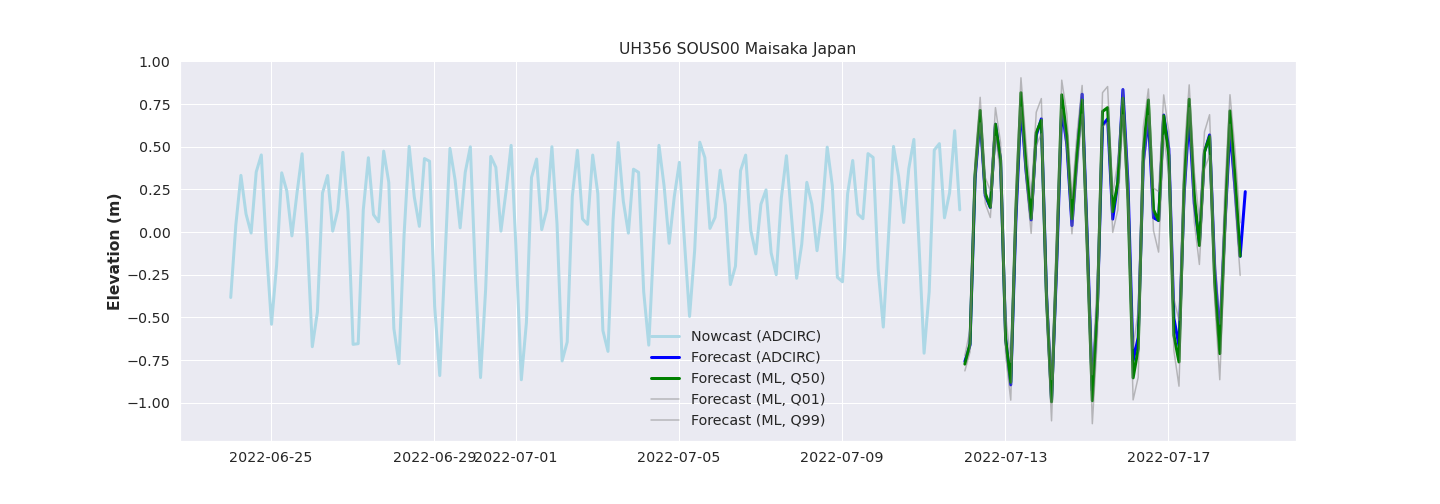 UH356 SOUS00 Maisaka Japan
1.00
0.75
0.50
0.25
0.00
−0.25
−0.50
−0.75
−1.00
Elevation (m)
Nowcast (ADCIRC)
Forecast (ADCIRC)
Forecast (ML, Q50)
Forecast (ML, Q01)
Forecast (ML, Q99)
2022-06-25 2022-06-29 2022-07-01 2022-07-05 2022-07-09 2022-07-13 2022-07-17